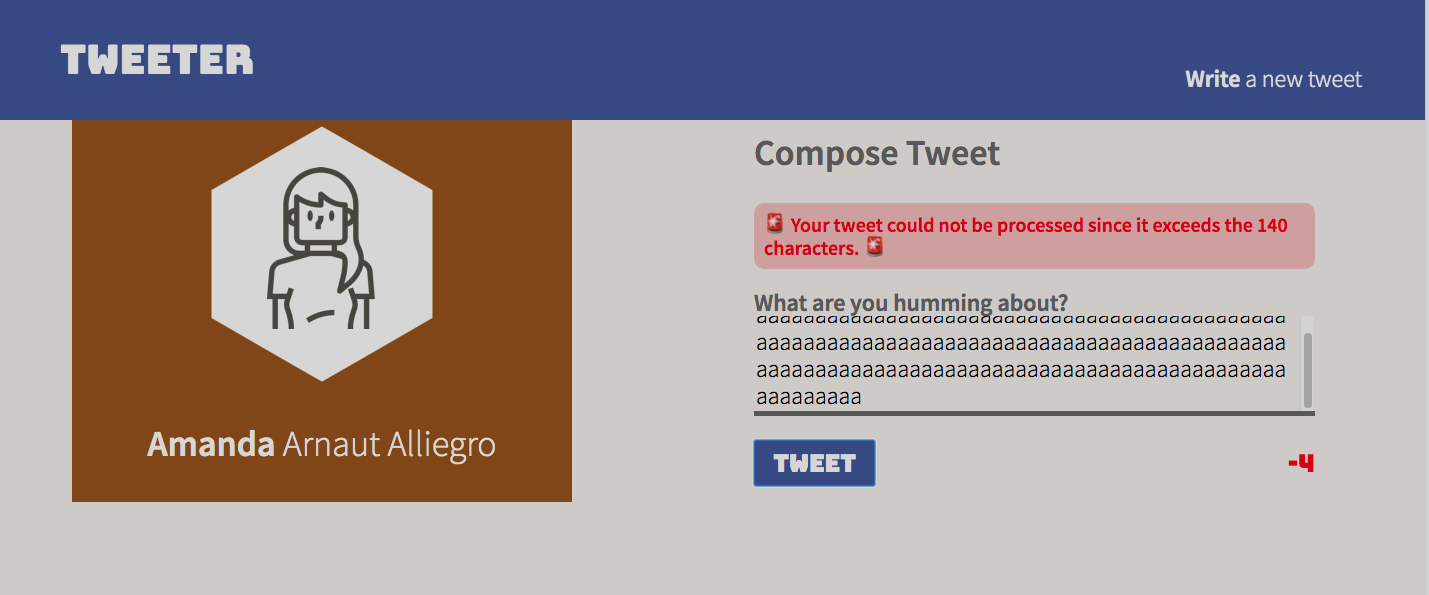 TWEETER
Write a new tweet
Compose Tweet
🚨 Your tweet could not be processed since it exceeds the 140
characters. 🚨
What are you humming about?
aaaaaaaaaaaaaaaaaaaaaaaaaaaaaaaaaaaaaaaaaaaaa
aaaaaaaaaaaaaaaaaaaaaaaaaaaaaaaaaaaaaaaaaaaaa
aaaaaaaaaaaaaaaaaaaaaaaaaaaaaaaaaaaaaaaaaaaaa
aaaaaaaaa
TWEET
-4
Amanda Arnaut Alliegro